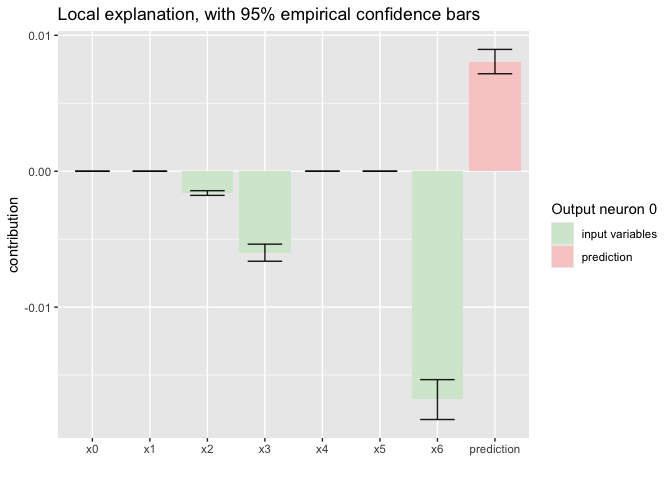 Local explanation, with 95% empirical confidence bars
0.01
0.00
-0.01
contribution
x0 x1 x2 x3 x4 x5 x6 prediction
Output neuron 0
input variables
prediction